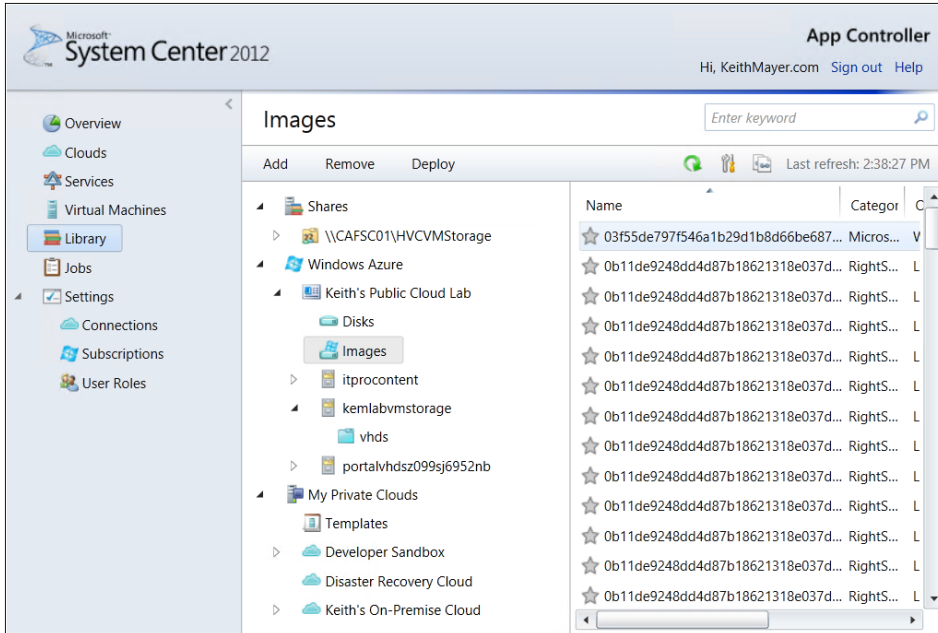 Microsoft
System Center 2012
App Controller
Hi, KeithMayer.com Sign out Help
Overview
Clouds
Services
Virtual Machines
Library
Jobs
Settings
Connections
Subscriptions
User Roles
Images
Enter keyword
Add Remove Deploy
Last refresh: 2:38:27 PM
Shares
\\CAFSC01\HVCVMStorage
Windows Azure
Keith's Public Cloud Lab
Disks
Images
itprocontent
kemlabvmstorage
vhds
portalvhdsz099sj6952nb
My Private Clouds
Templates
Developer Sandbox
Disaster Recovery Cloud
Keith's On-Premise Cloud
Name Categor
03f55de797f546a1b29d1b8d66be687... Micros...
0b11de9248dd4d87b18621318e037d... RightS... L
0b11de9248dd4d87b18621318e037d... RightS... L
0b11de9248dd4d87b18621318e037d... RightS... L
0b11de9248dd4d87b18621318e037d... RightS... L
0b11de9248dd4d87b18621318e037d... RightS... L
0b11de9248dd4d87b18621318e037d... RightS... L
0b11de9248dd4d87b18621318e037d... RightS... L
0b11de9248dd4d87b18621318e037d... RightS... L
0b11de9248dd4d87b18621318e037d... RightS... L
0b11de9248dd4d87b18621318e037d... RightS... L
0b11de9248dd4d87b18621318e037d... RightS... L
0b11de9248dd4d87b18621318e037d... RightS... L